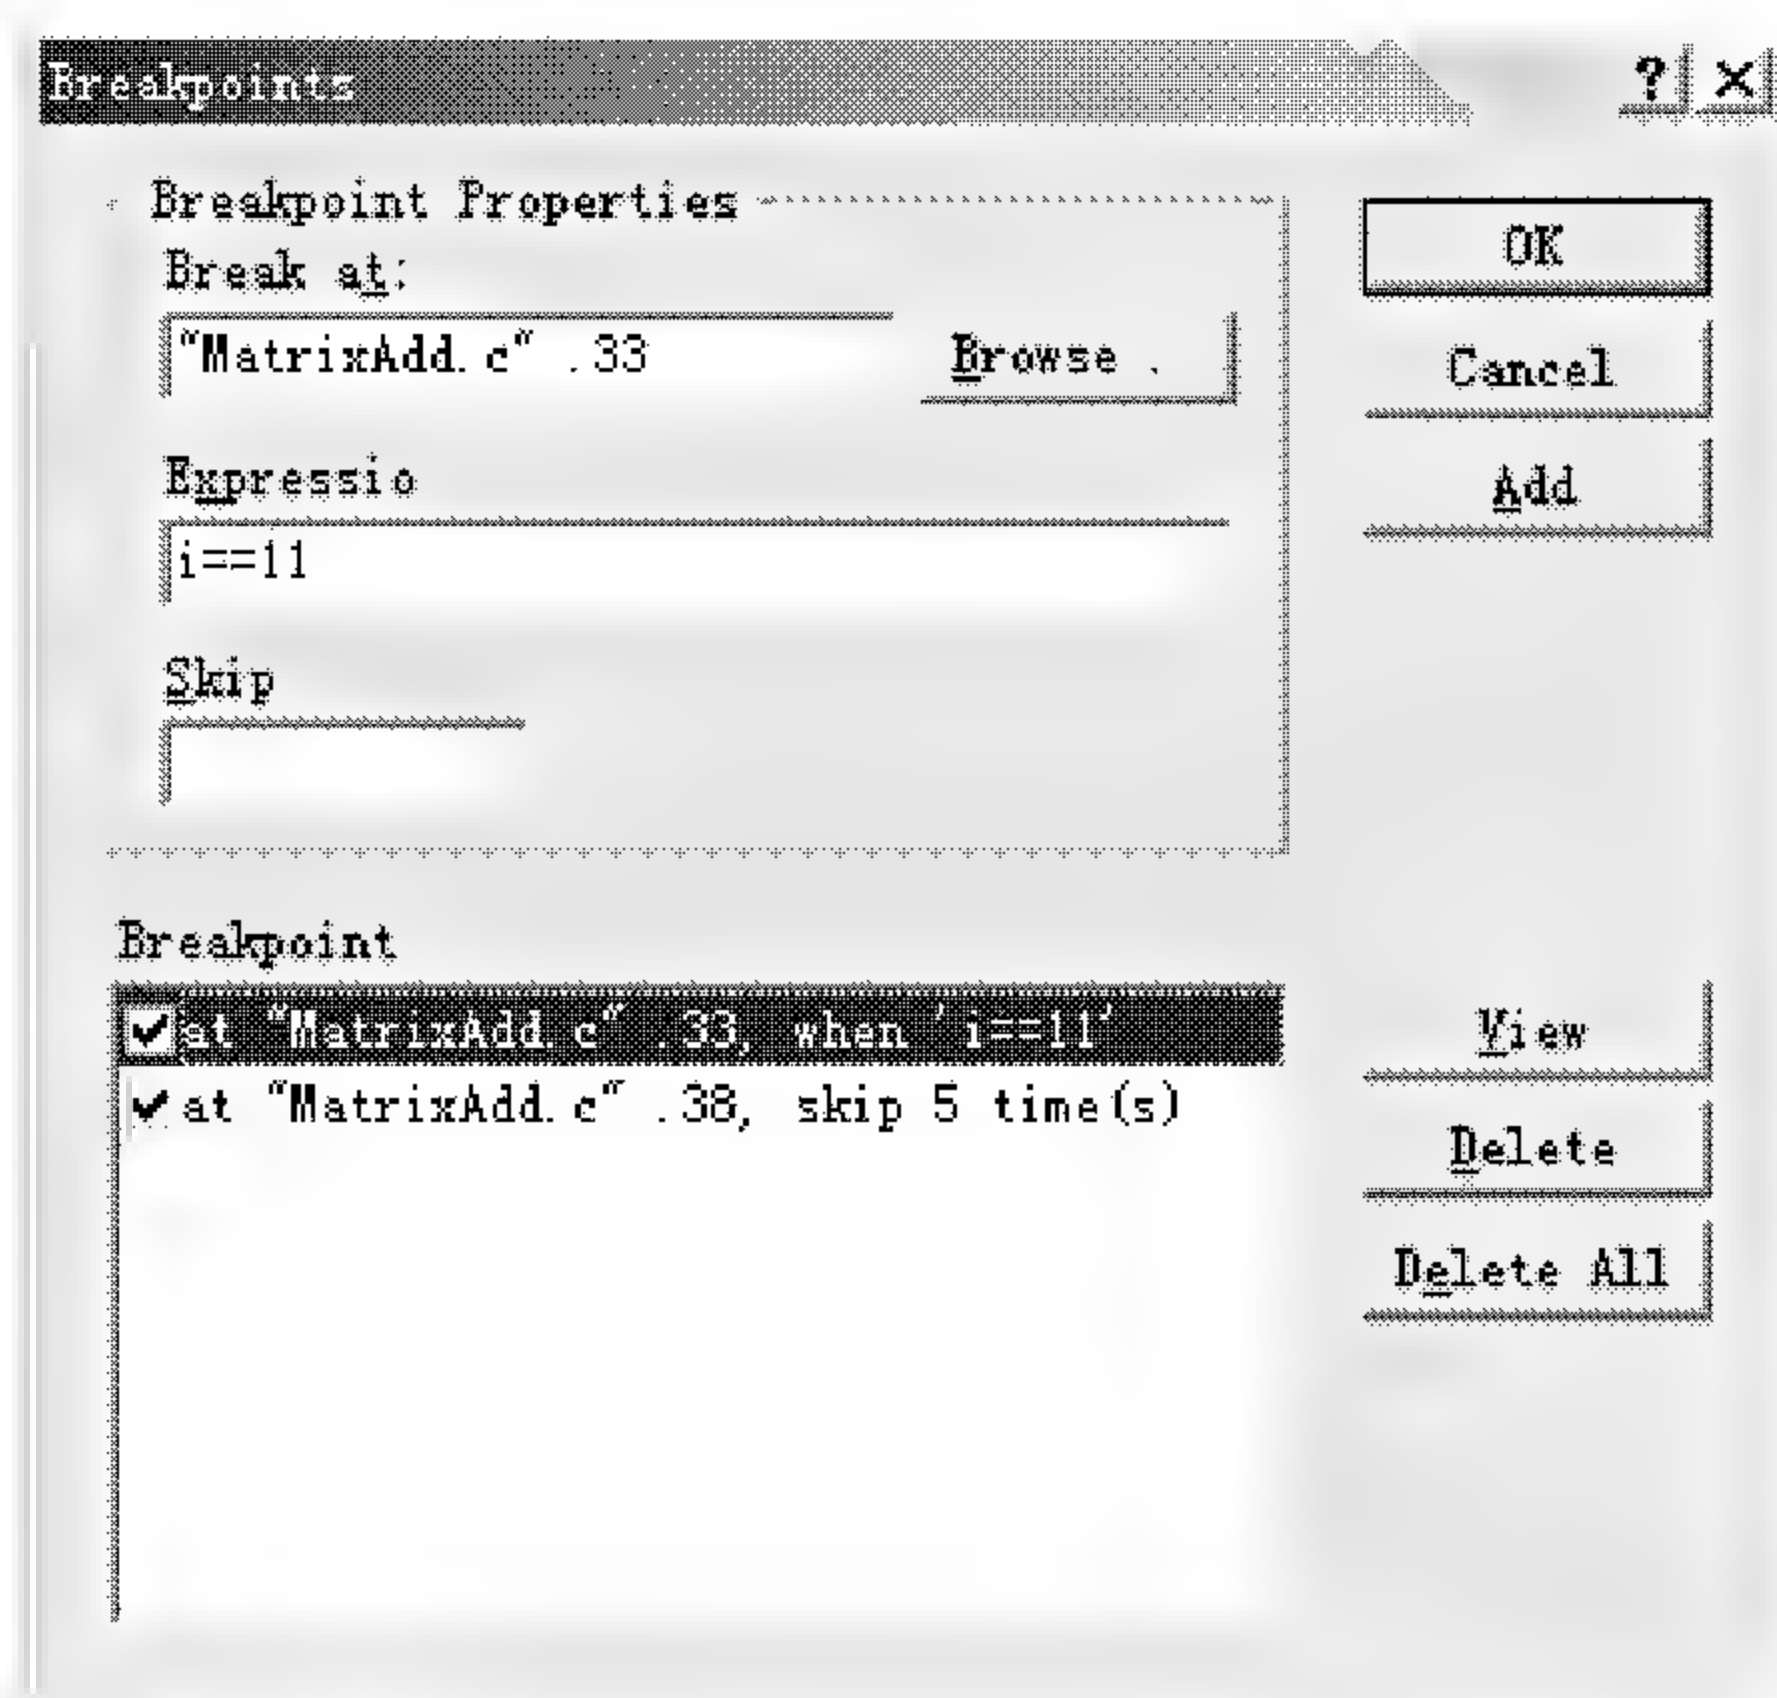 Breakpoints ? ×
Breakpoint Properties
Break at:
"MatrixAdd.c" .33
Browse .
Expressio
i==11
Skip
OK
Cancel
Add
Breakpoint
at "MatrixAdd.c" .33, when 'i==11'
at "MatrixAdd.c" .38, skip 5 time(s)
View
Delete
Delete All